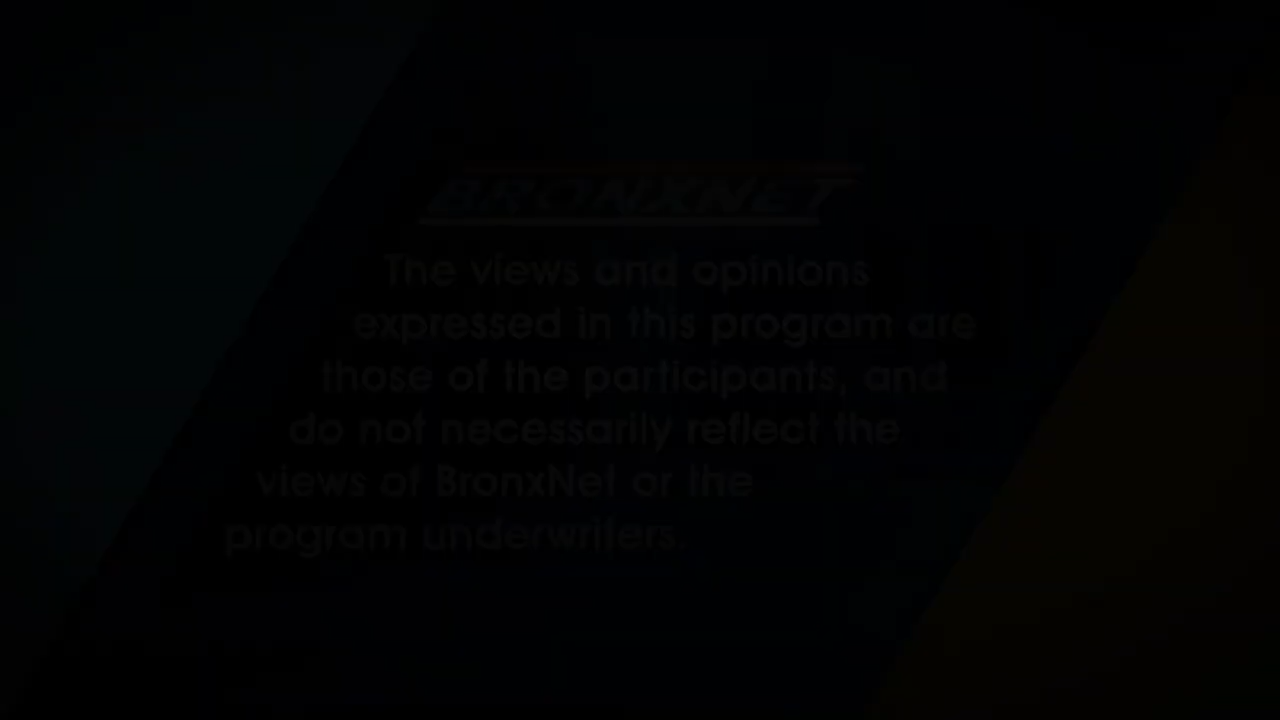 BRONXNET
The views and opinions
expressed in this program are
those of the participants, and
do not necessarily reflect the
views of BronxNet or the
program underwriters.